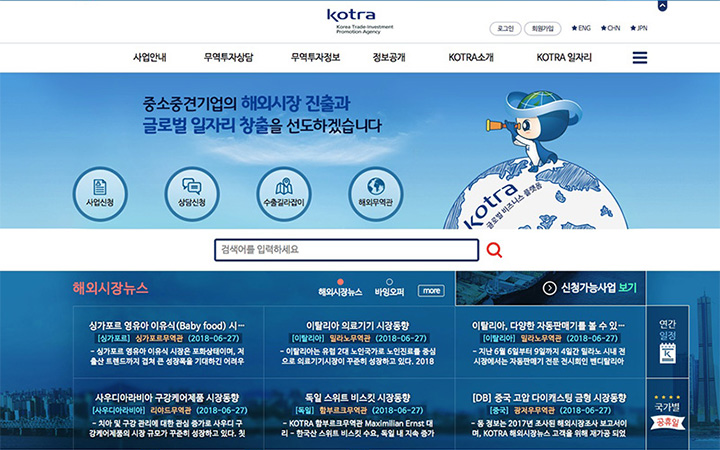 kotra
Korea Trade-Investment
Promotion Agency
로그인
회원가입
★ENG
★CHN
★JPN
사업안내
무역투자상담
무역투자정보
정보공개
KOTRA소개
KOTRA 일자리
중소중견기업의 해외시장 진출과
글로벌 일자리 창출을 선도하겠습니다
사업신청
상담신청
수출길라잡이
해외무역관
kotra
글로벌 비즈니스 플랫폼
검색어를 입력하세요
해외시장뉴스
해외시장뉴스
바잉오퍼
more
신청가능사업 보기
싱가포르 영유아 이유식(Baby food) 시…
[싱가포르] 싱가포르무역관 (2018-06-27)
- 싱가포르 영유아 이유식 시장은 포화상태이며, 저
출산 트렌드까지 겹쳐 큰 성장폭을 기대하긴 어려우
이탈리아 의료기기 시장동향
[이탈리아] 밀라노무역관 (2018-06-27)
- 이탈리아는 유럽 2대 노인국가로 노인진료를 중심
으로 의료기기시장이 꾸준히 성장하고 있다. 2018
이탈리아, 다양한 자동판매기를 볼 수 있…
[이탈리아] 밀라노무역관 (2018-06-27)
- 지난 6월 6일부터 9일까지 4일간 밀라노 시내 전
시장에서는 자동판매기 전문 전시회인 벤디탈리아
연간
일정
사우디아라비아 구강케어제품 시장동향
[사우디아라비아] 리야드무역관 (2018-06-27)
- 치아 및 구강 관리에 대한 관심 증가로 사우디 구
강케어제품의 시장 규모가 꾸준히 성장하고 있다. 첫
독일 스위트 비스킷 시장동향
[독일] 함부르크무역관 (2018-06-27)
- KOTRA 함부르크무역관 Maximilian Ernst 대
리 - 한국산 스위트 비스킷 수요, 독일 내 지속 증가
[DB] 중국 고압 다이캐스팅 금형 시장동향
[중국] 광저우무역관 (2018-06-27)
- 동 정보는 2017년 조사된 해외시장조사 보고서이
며, KOTRA 해외시장뉴스 고객을 위해 재가공 되었
국가별
공휴일